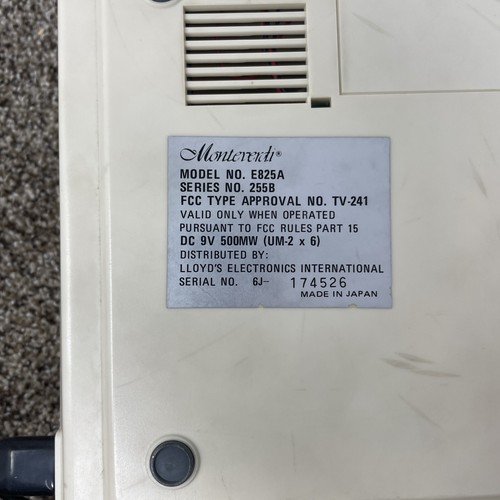 Monteverdi®
MODEL NO. E825A
SERIES NO. 255B
FCC TYPE APPROVAL NO. TV-241
VALID ONLY WHEN OPERATED
PURSUANT TO FCC RULES PART 15
DC 9V 500MW (UM-2 x 6)
DISTRIBUTED BY:
LLOYD'S ELECTRONICS INTERNATIONAL
SERIAL NO. 6J- 174526
MADE IN JAPAN